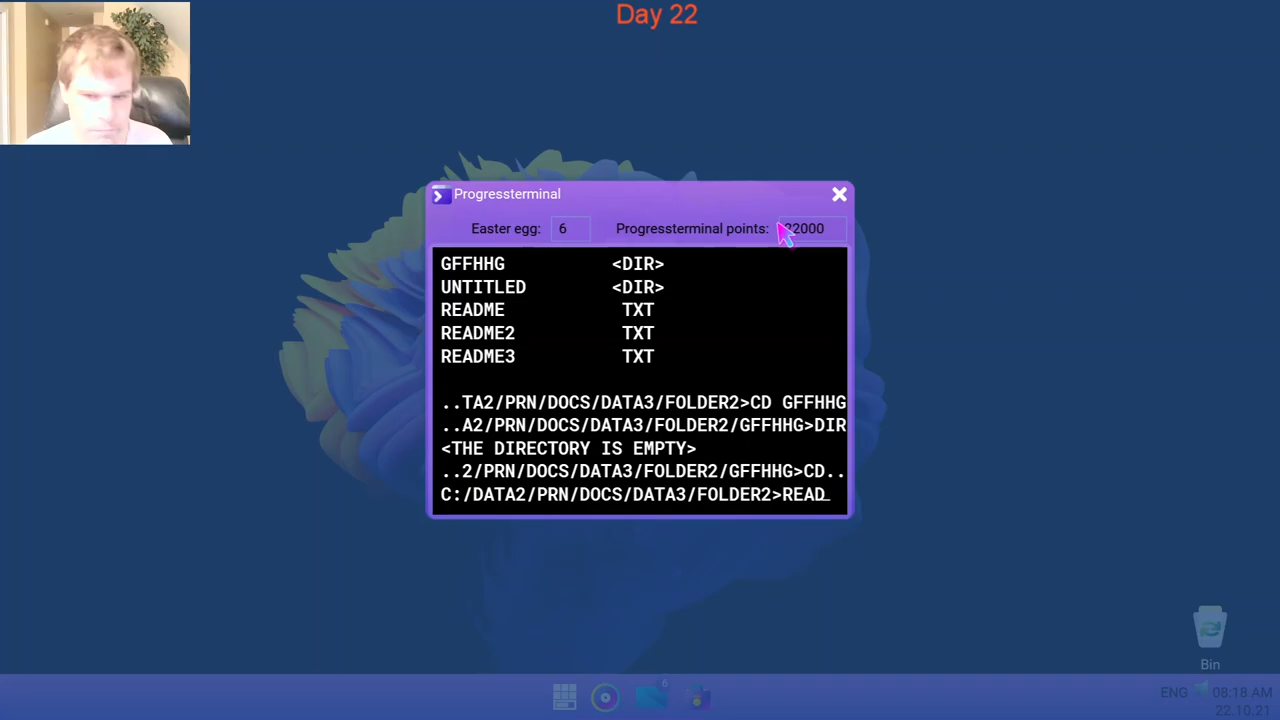 Day 22
Progressterminal
Easter egg: 6 Progressterminal points: 22000
GFFHHG <DIR>
UNTITLED <DIR>
README TXT
README2 TXT
README3 TXT
..TA2/PRN/DOCS/DATA3/FOLDER2>CD GFFHHG
..A2/PRN/DOCS/DATA3/FOLDER2/GFFHHG>DIR
<THE DIRECTORY IS EMPTY>
..2/PRN/DOCS/DATA3/FOLDER2/GFFHHG>CD..
C:/DATA2/PRN/DOCS/DATA3/FOLDER2>READ_
Bin
6
ENG 08:18 AM
22.10.21